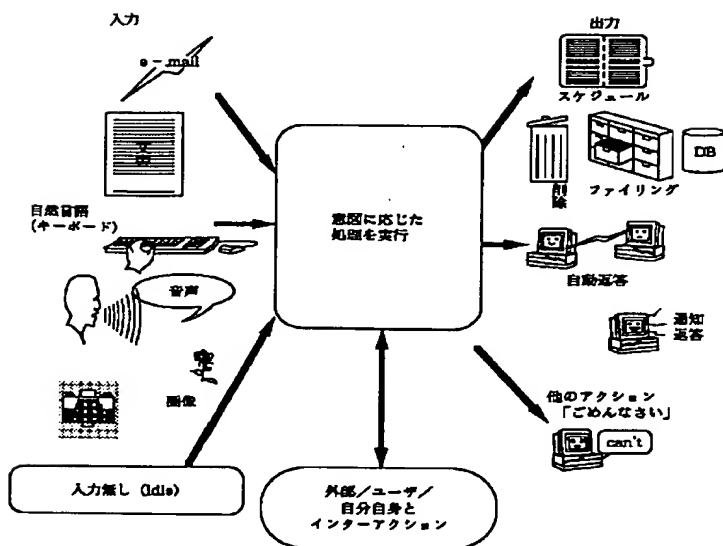 入力
e-mail
文書
自然言語
(キーボード)
音声
画像
入力無し (idle)
意図に応じた
処理を実行
外部/ユーザ/
自分自身と
インターアクション
出力
スケジュール
削除
ファイリング
DB
自動返答
通知
返答
他のアクション
「ごめんなさい」
can't